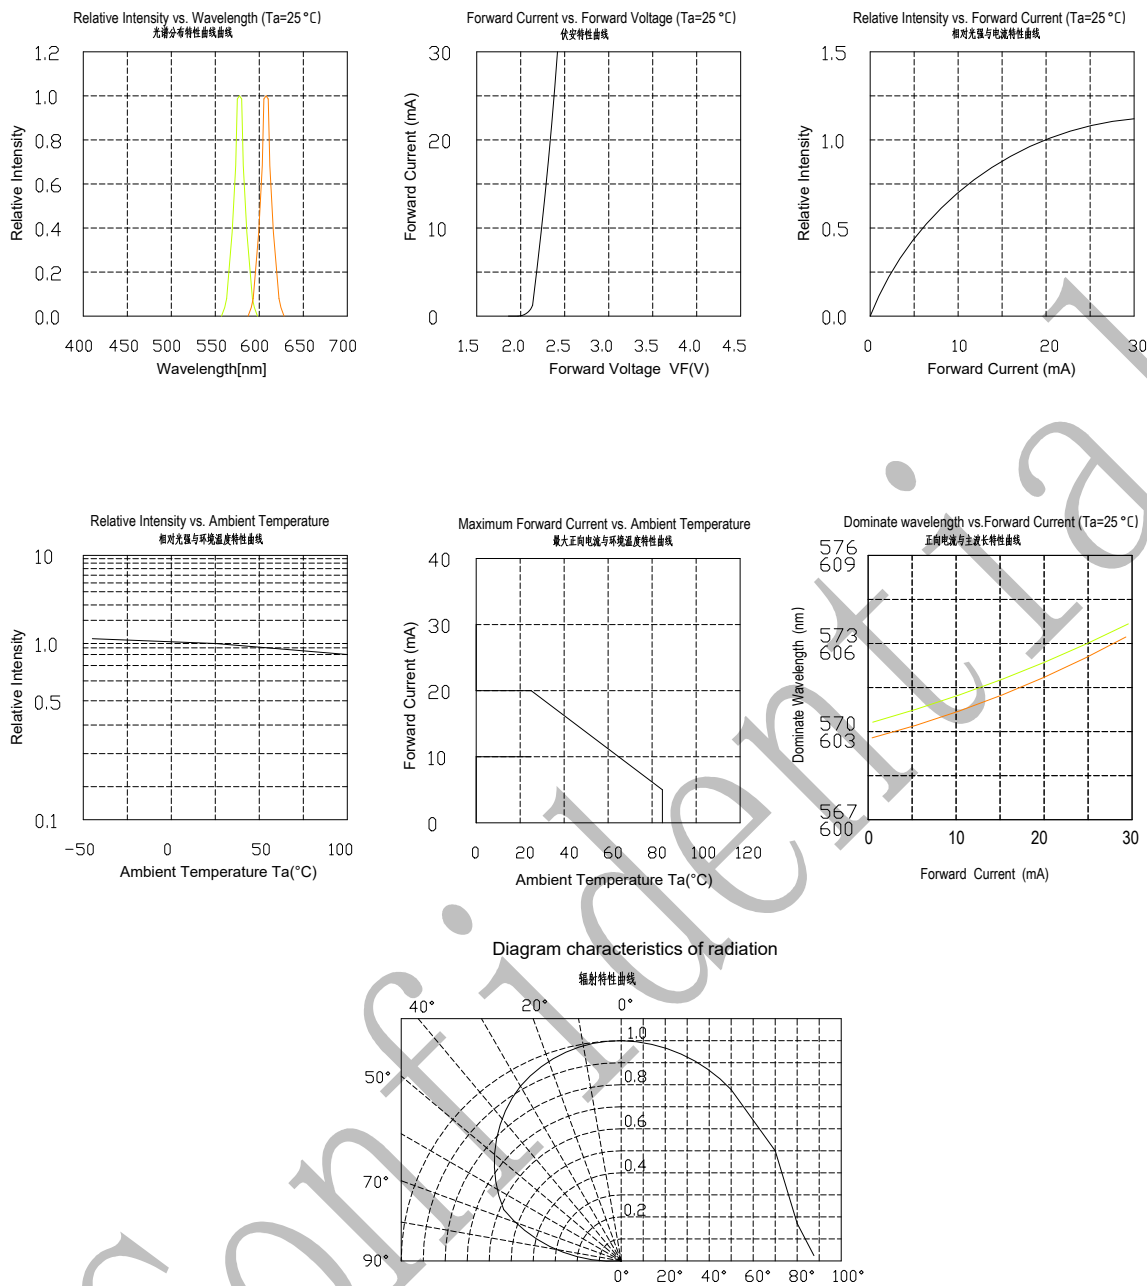 Relative Intensity vs. Wavelength (Ta=25°C)
光谱分布特性曲线曲线
Relative Intensity
1.2
1.0
0.8
0.6
0.4
0.2
0.0
400 450 500 550 600 650 700
Wavelength[nm]
Forward Current vs. Forward Voltage (Ta=25°C)
伏安特性曲线
Forward Current (mA)
30
20
10
0
1.5 2.0 2.5 3.0 3.5 4.0 4.5
Forward Voltage VF(V)
Relative Intensity vs. Forward Current (Ta=25°C)
相对光强与电流特性曲线
Relative Intensity
1.5
1.0
0.5
0.0
0 10 20 30
Forward Current (mA)
Relative Intensity vs. Ambient Temperature
相对光强与环境温度特性曲线
Relative Intensity
10
1.0
0.5
0.1
-50 0 50 100
Ambient Temperature Ta(°C)
Maximum Forward Current vs. Ambient Temperature
最大正向电流与环境温度特性曲线
Forward Current (mA)
40
30
20
10
0
0 20 40 60 80 100 120
Ambient Temperature Ta(°C)
Dominate wavelength vs.Forward Current (Ta=25°C)
正向电流与主波长特性曲线
Dominate Wavelength (nm)
576
609
573
606
570
603
567
600
0 10 20 30
Forward Current (mA)
Diagram characteristics of radiation
辐射特性曲线
40° 20° 0°
50°
70°
90°
1.0
0.8
0.6
0.4
0.2
0° 20° 40° 60° 80° 100°
Confidential